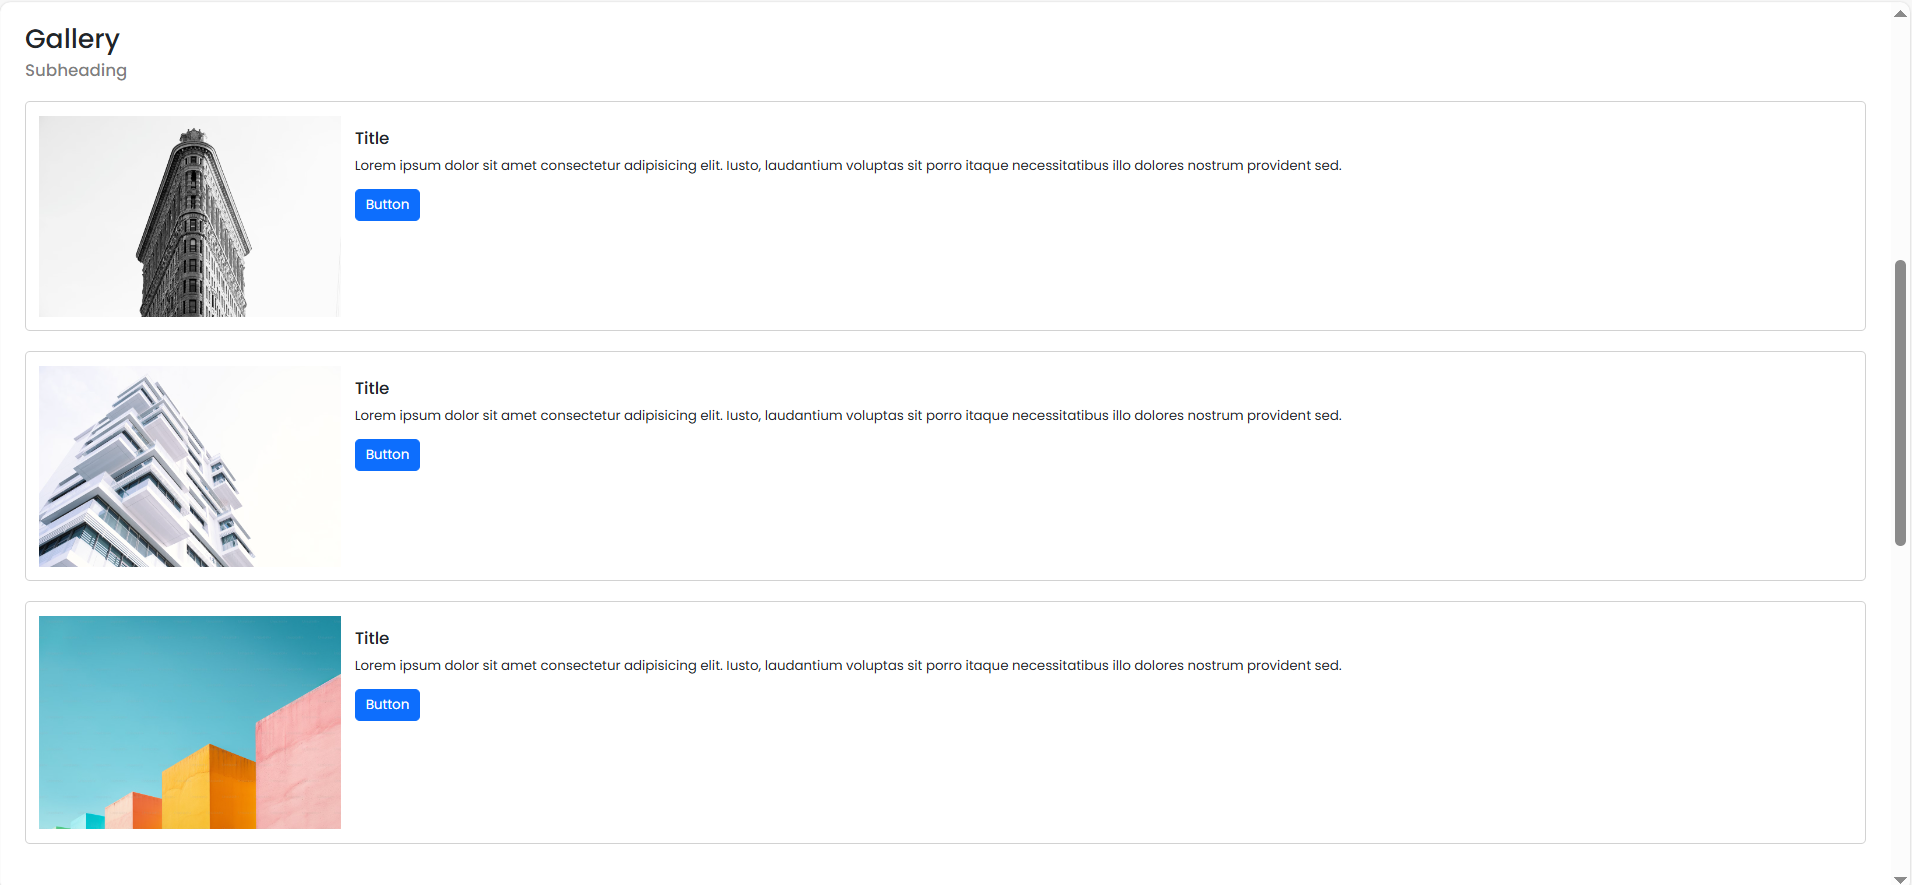 Gallery
Subheading
Title
Lorem ipsum dolor sit amet consectetur adipisicing elit. Iusto, laudantium voluptas sit porro itaque necessitatibus illo dolores nostrum provident sed.
Button
Title
Lorem ipsum dolor sit amet consectetur adipisicing elit. Iusto, laudantium voluptas sit porro itaque necessitatibus illo dolores nostrum provident sed.
Button
Title
Lorem ipsum dolor sit amet consectetur adipisicing elit. Iusto, laudantium voluptas sit porro itaque necessitatibus illo dolores nostrum provident sed.
Button